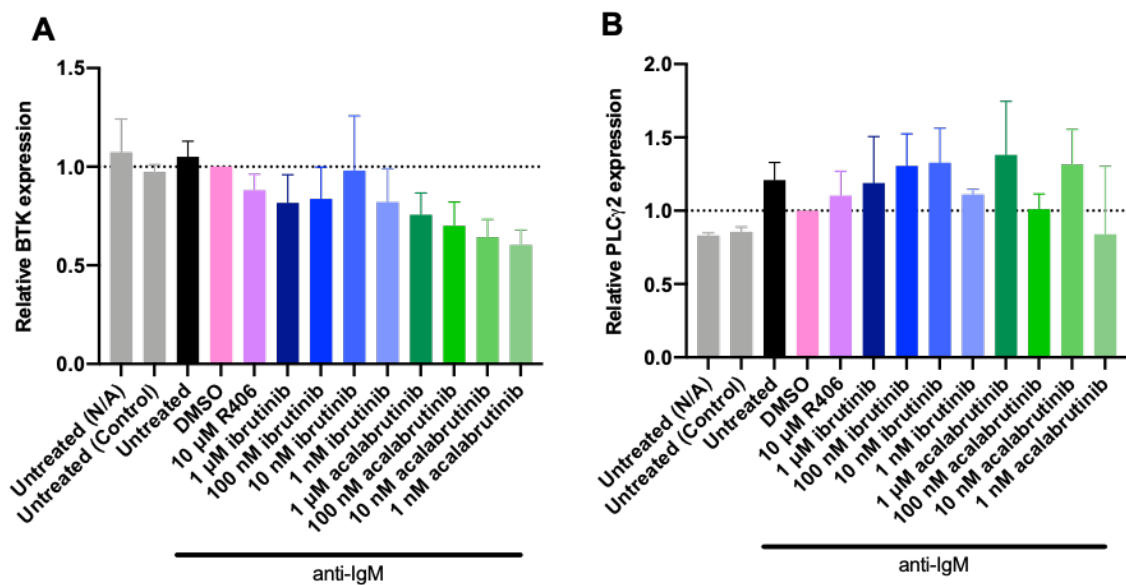 A
Relative BTK expression
1.5
1.0
0.5
0.0
Untreated (N/A)
Untreated (Control)
Untreated
DMSO
10 µM R406
1 µM ibrutinib
100 nM ibrutinib
10 nM ibrutinib
1 nM ibrutinib
1 µM acalabrutinib
100 nM acalabrutinib
10 nM acalabrutinib
1 nM acalabrutinib
anti-IgM
B
Relative PLCγ2 expression
2.0
1.5
1.0
0.5
0.0
Untreated (N/A)
Untreated (Control)
Untreated
DMSO
10 µM R406
1 µM ibrutinib
100 nM ibrutinib
10 nM ibrutinib
1 nM ibrutinib
1 µM acalabrutinib
100 nM acalabrutinib
10 nM acalabrutinib
1 nM acalabrutinib
anti-IgM